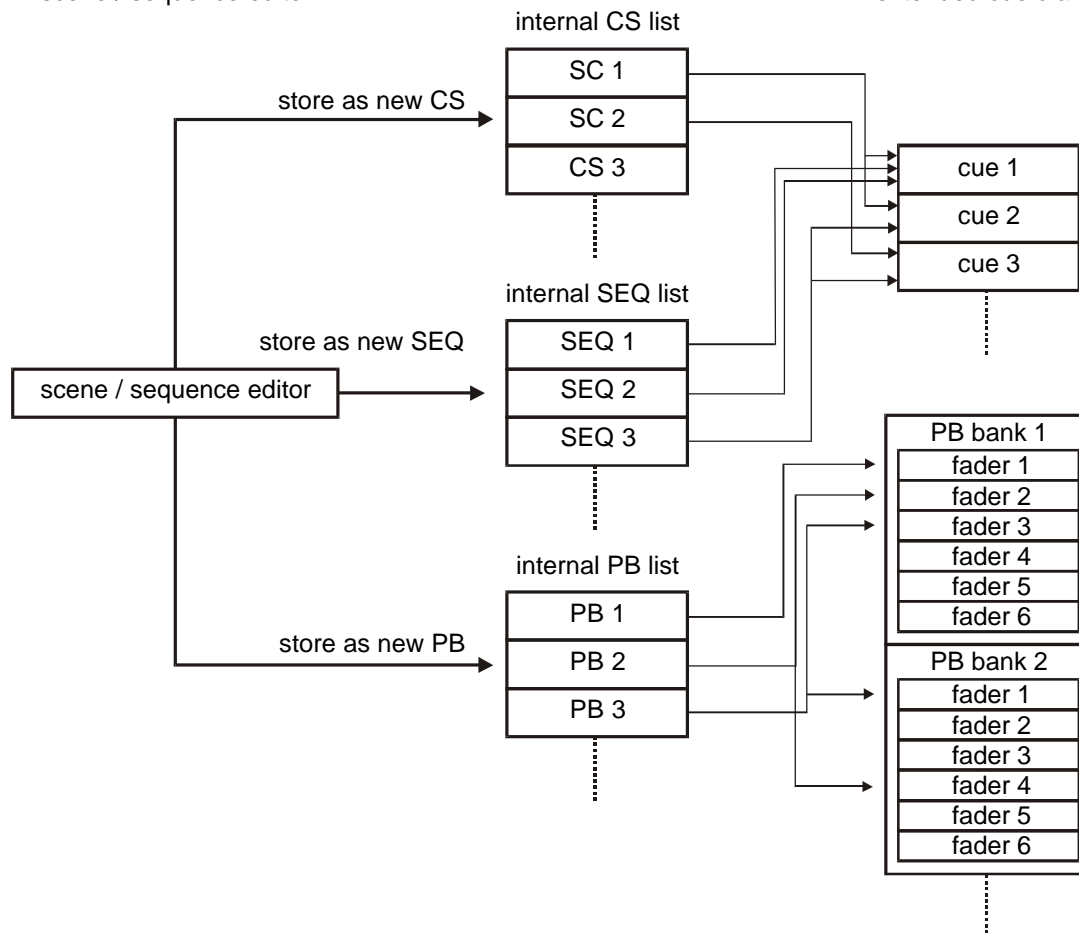 internal CS list
SC 1
store as new CS
SC 2
CS 3
cue 1
cue 2
cue 3
internal SEQ list
SEQ 1
store as new SEQ
SEQ 2
SEQ 3
scene / sequence editor
PB bank 1
fader 1
fader 2
fader 3
fader 4
fader 5
fader 6
internal PB list
PB 1
store as new PB
PB 2
PB 3
PB bank 2
fader 1
fader 2
fader 3
fader 4
fader 5
fader 6